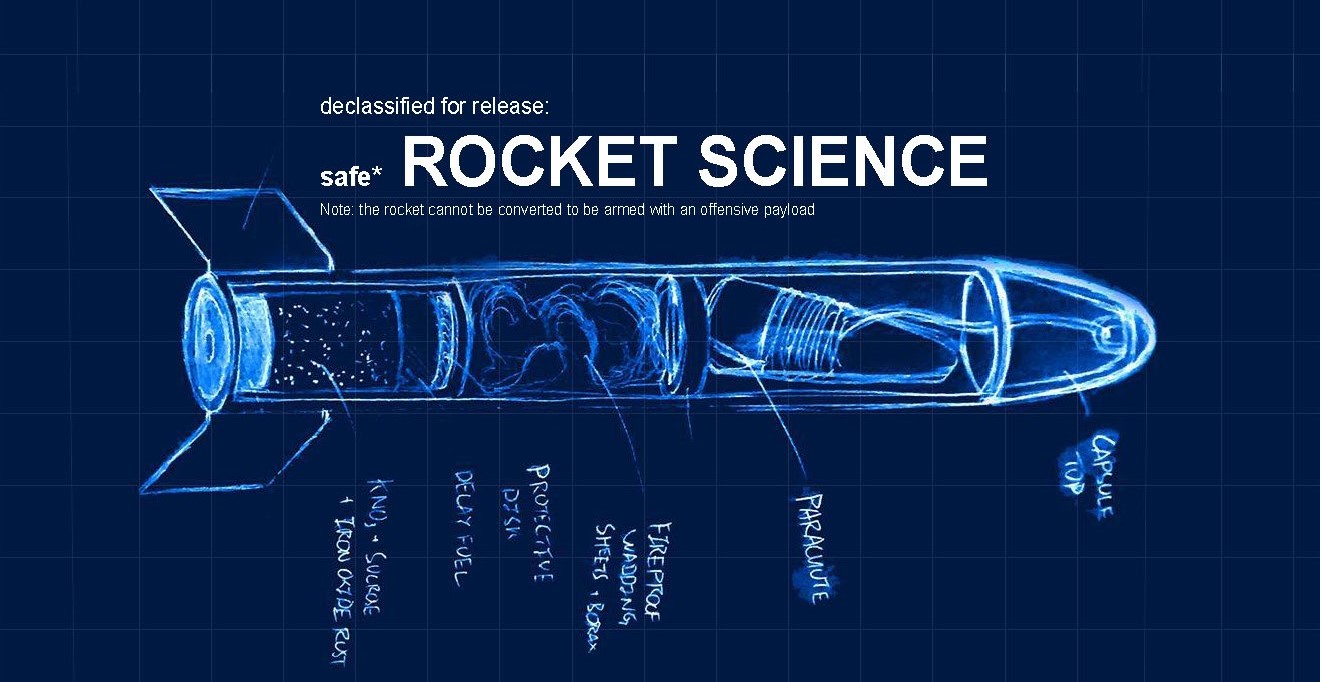 declassified for release:
safe* ROCKET SCIENCE
Note: the rocket cannot be converted to be armed with an offensive payload
KNO₃ + SUCROSE
+ IRON OXIDE RUST
DELAY FUEL
PROTECTIVE
DISK
FIREPROOF
WADDING
SHEETS + BORAX
PARACHUTE
CAPSULE
TOP